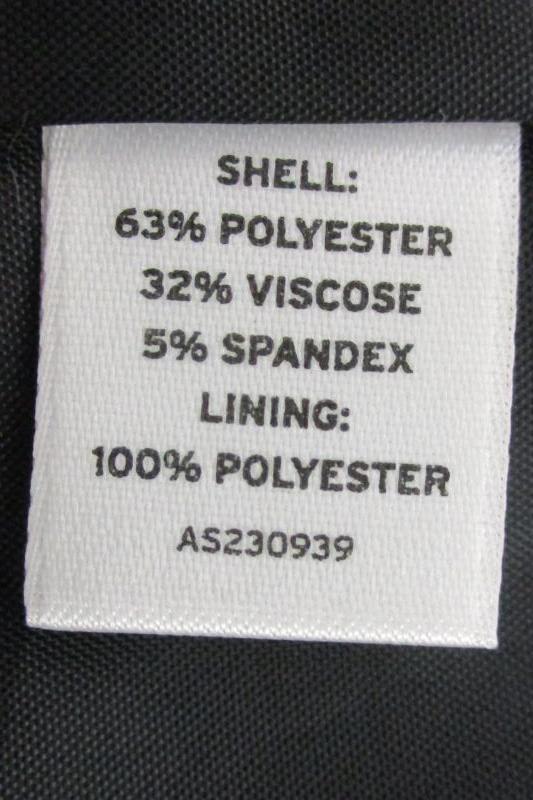 SHELL:
63% POLYESTER
32% VISCOSE
5% SPANDEX
LINING:
100% POLYESTER
AS230939